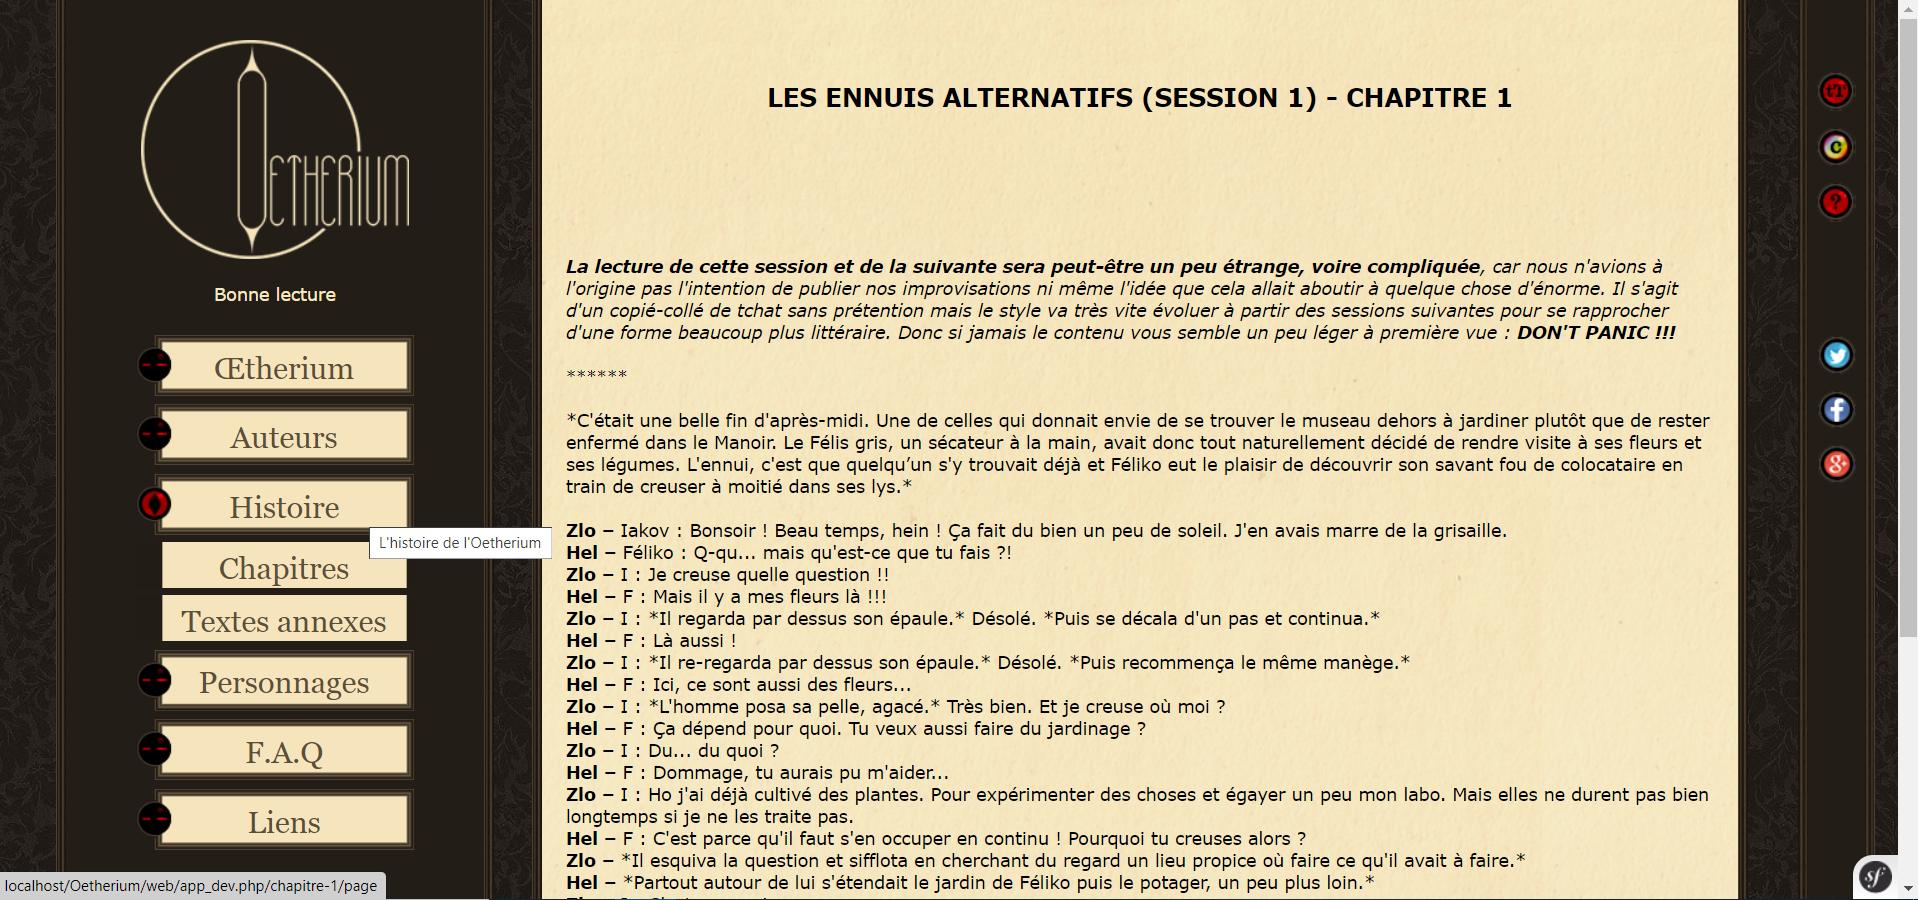 OETHERIUM
Bonne lecture
Œtherium
Auteurs
Histoire
L'histoire de l'Oetherium
Chapitres
Textes annexes
Personnages
F.A.Q
Liens
localhost/Oetherium/web/app_dev.php/chapitre-1/page
LES ENNUIS ALTERNATIFS (SESSION 1) - CHAPITRE 1
La lecture de cette session et de la suivante sera peut-être un peu étrange, voire compliquée, car nous n'avions à
l'origine pas l'intention de publier nos improvisations ni même l'idée que cela allait aboutir à quelque chose d'énorme. Il s'agit
d'un copié-collé de tchat sans prétention mais le style va très vite évoluer à partir des sessions suivantes pour se rapprocher
d'une forme beaucoup plus littéraire. Donc si jamais le contenu vous semble un peu léger à première vue : DON'T PANIC !!!
******
*C'était une belle fin d'après-midi. Une de celles qui donnait envie de se trouver le museau dehors à jardiner plutôt que de rester
enfermé dans le Manoir. Le Félis gris, un sécateur à la main, avait donc tout naturellement décidé de rendre visite à ses fleurs et
ses légumes. L'ennui, c'est que quelqu’un s'y trouvait déjà et Féliko eut le plaisir de découvrir son savant fou de colocataire en
train de creuser à moitié dans ses lys.*
Zlo – Iakov : Bonsoir ! Beau temps, hein ! Ça fait du bien un peu de soleil. J'en avais marre de la grisaille.
Hel – Féliko : Q-qu... mais qu'est-ce que tu fais ?!
Zlo – I : Je creuse quelle question !!
Hel – F : Mais il y a mes fleurs là !!!
Zlo – I : *Il regarda par dessus son épaule.* Désolé. *Puis se décala d'un pas et continua.*
Hel – F : Là aussi !
Zlo – I : *Il re-regarda par dessus son épaule.* Désolé. *Puis recommença le même manège.*
Hel – F : Ici, ce sont aussi des fleurs...
Zlo – I : *L'homme posa sa pelle, agacé.* Très bien. Et je creuse où moi ?
Hel – F : Ça dépend pour quoi. Tu veux aussi faire du jardinage ?
Zlo – I : Du... du quoi ?
Hel – F : Dommage, tu aurais pu m'aider...
Zlo – I : Ho j'ai déjà cultivé des plantes. Pour expérimenter des choses et égayer un peu mon labo. Mais elles ne durent pas bien
longtemps si je ne les traite pas.
Hel – F : C'est parce qu'il faut s'en occuper en continu ! Pourquoi tu creuses alors ?
Zlo – *Il esquiva la question et sifflota en cherchant du regard un lieu propice où faire ce qu'il avait à faire.*
Hel – *Partout autour de lui s'étendait le jardin de Féliko puis le potager, un peu plus loin.*
tT
C
?
f
g+
sf